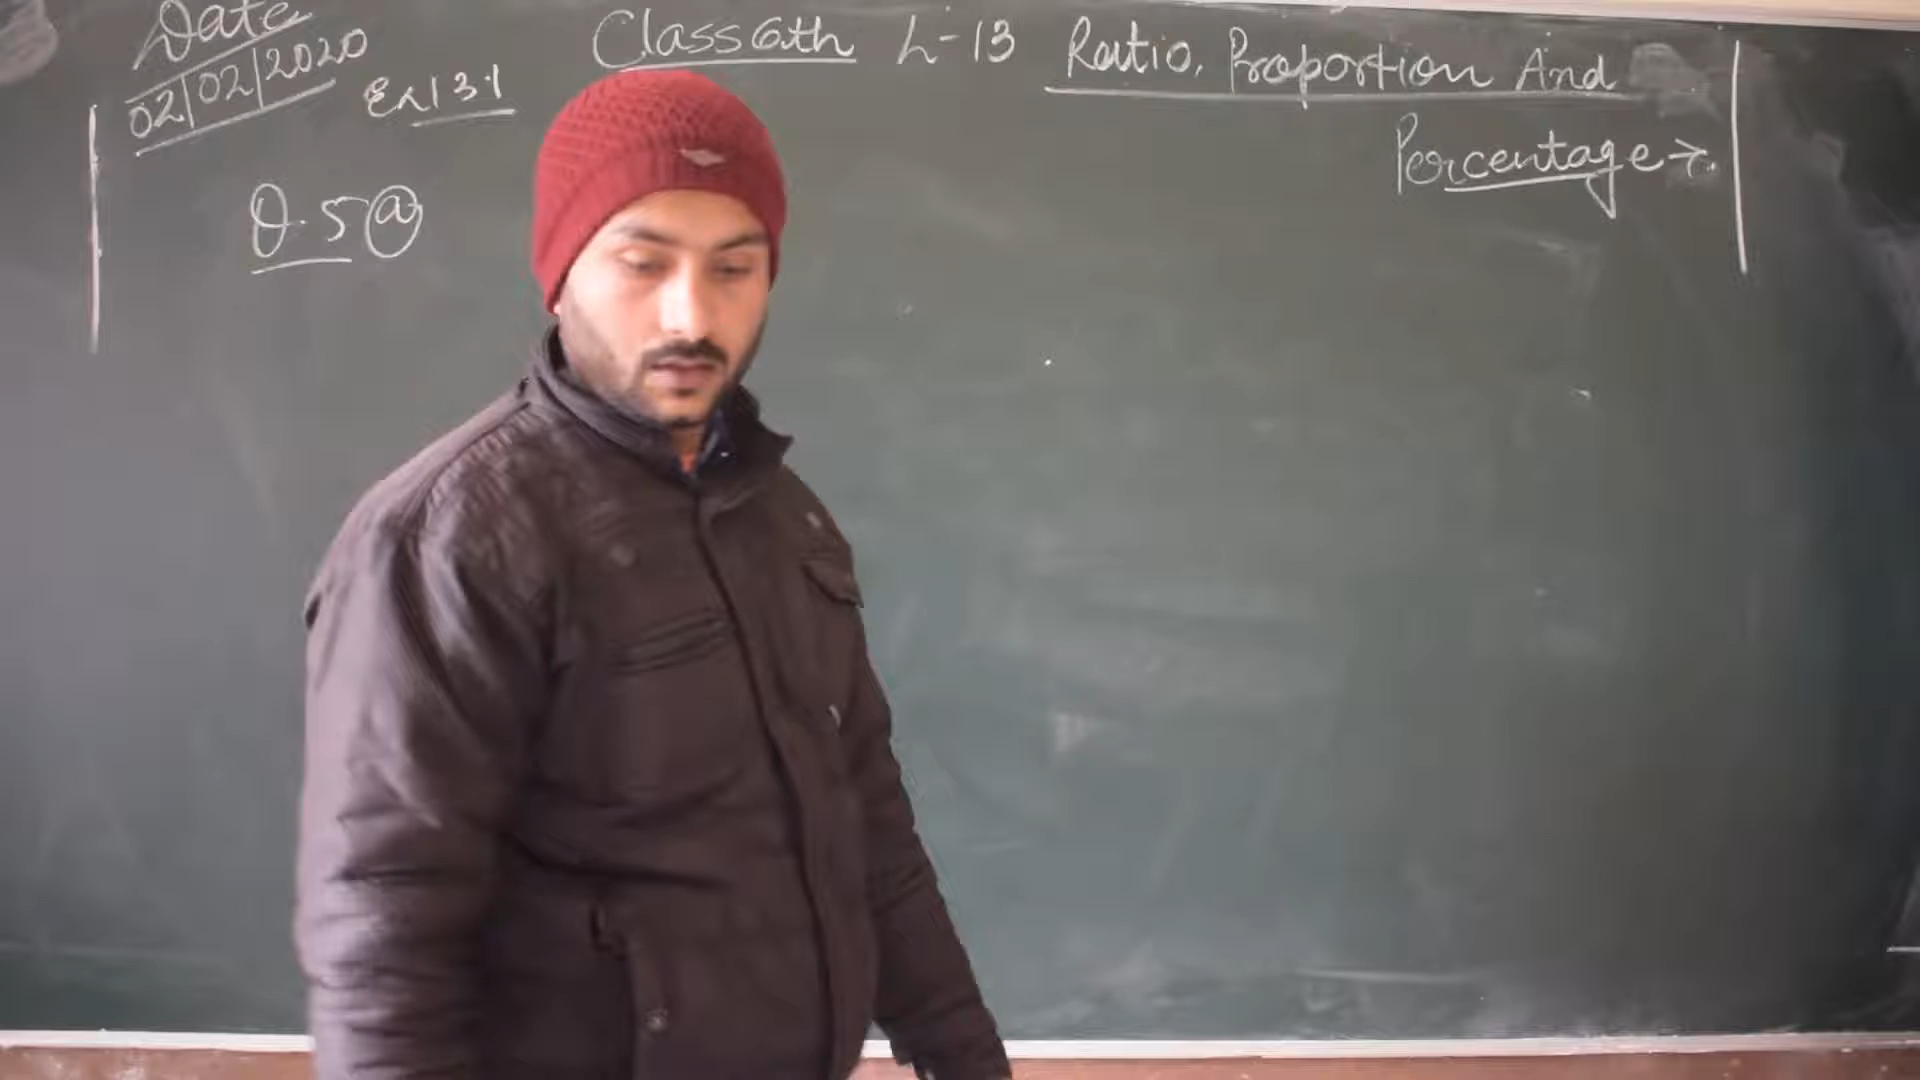 Date
02/02/2020
Class 6th L-13 Ratio, Proportion And
Percentage →
Ex 13.1
Q.5 (a)